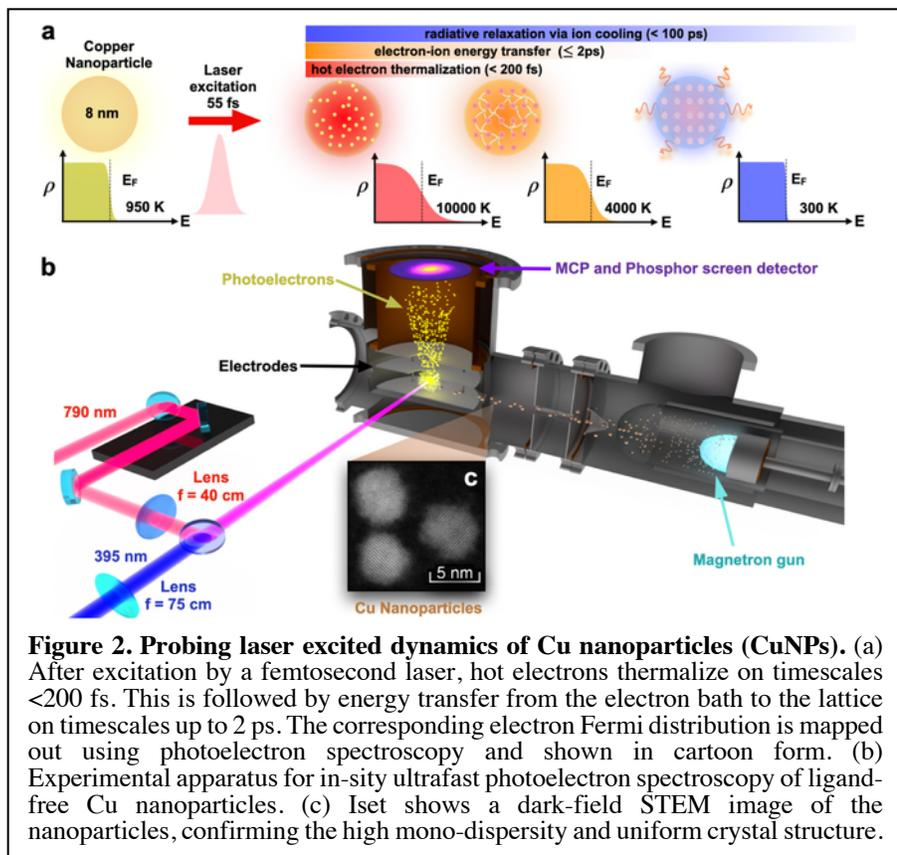 a
radiative relaxation via ion cooling (< 100 ps)
electron-ion energy transfer (≤ 2ps)
hot electron thermalization (< 200 fs)
Copper
Nanoparticle
8 nm
Laser
excitation
55 fs
ρ
E_F
950 K
E
ρ
E_F
10000 K
E
ρ
E_F
4000 K
E
ρ
E_F
300 K
E
b
Photoelectrons
MCP and Phosphor screen detector
Electrodes
790 nm
Lens
f = 40 cm
395 nm
Lens
f = 75 cm
c
5 nm
Cu Nanoparticles
Magnetron gun
Figure 2. Probing laser excited dynamics of Cu nanoparticles (CuNPs). (a)
After excitation by a femtosecond laser, hot electrons thermalize on timescales
<200 fs. This is followed by energy transfer from the electron bath to the lattice
on timescales up to 2 ps. The corresponding electron Fermi distribution is mapped
out using photoelectron spectroscopy and shown in cartoon form. (b)
Experimental apparatus for in-sity ultrafast photoelectron spectroscopy of ligand-
free Cu nanoparticles. (c) Iset shows a dark-field STEM image of the
nanoparticles, confirming the high mono-dispersity and uniform crystal structure.